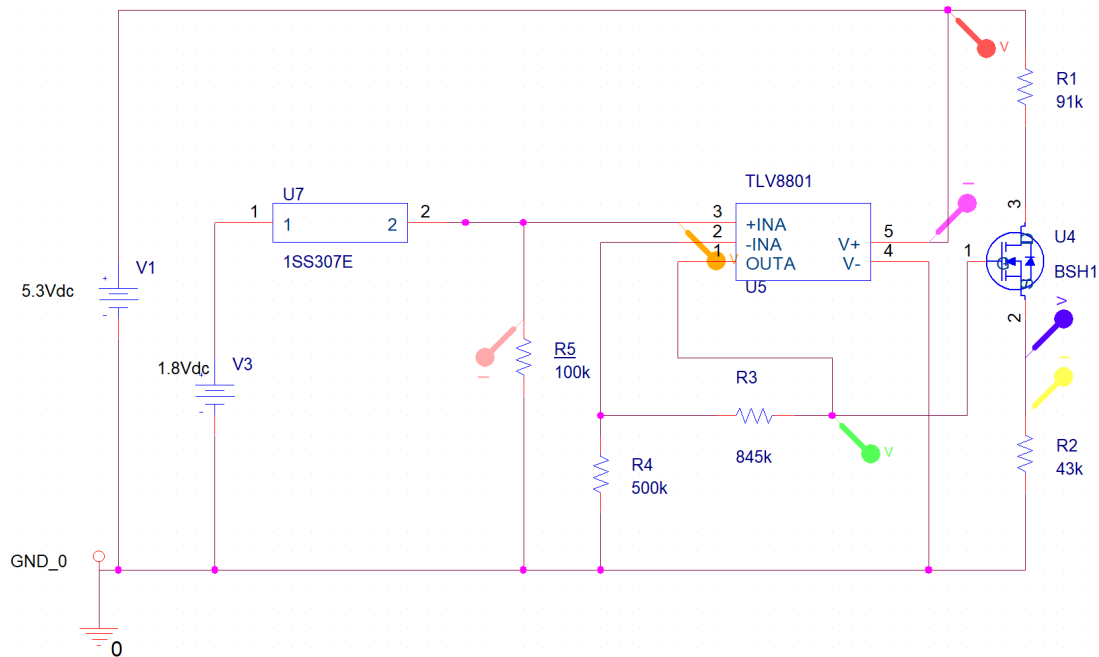 V
R1
91k
TLV8801
U7
1
2
3
+INA
5
3
1
2
2
-INA
V+
U4
1SS307E
V
1
OUTA
V-
4
1
G
D
S
BSH1
U5
V1
5.3Vdc
+
-
1.8Vdc
V3
+
-
I
I
2
V
I
R5
100k
R3
845k
V
R4
500k
R2
43k
GND_0
0